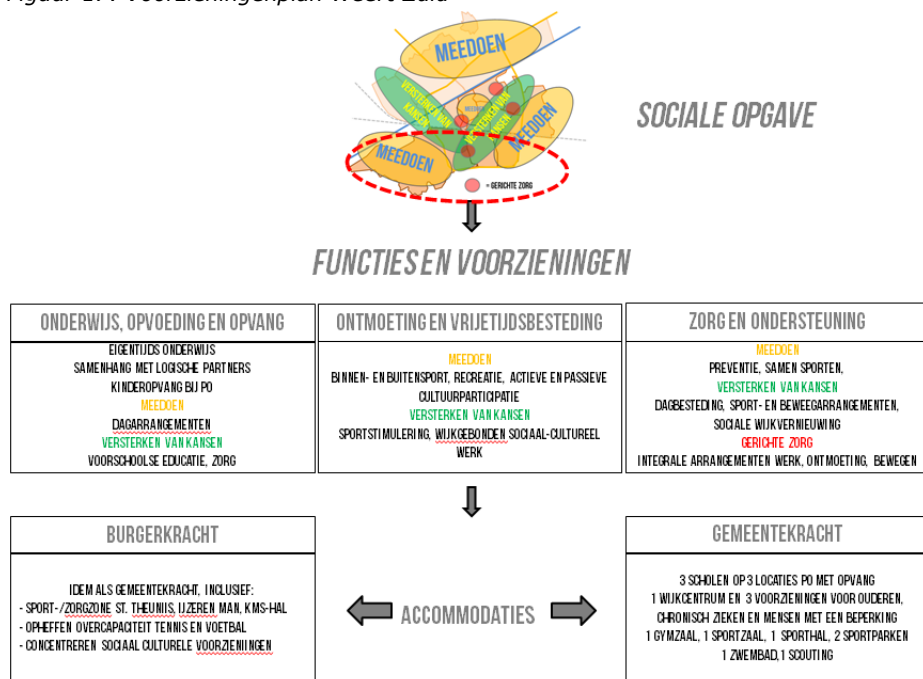 Figuur 17: Voorzieningenplan Weert Zuid
MEEDOEN
VERSTERKEN VAN
KANSEN
VERSTERKEN VAN
KANSEN
MEEDOEN
MEEDOEN
= GERICHTE ZORG
SOCIALE OPGAVE
FUNCTIES EN VOORZIENINGEN
ONDERWIJS, OPVOEDING EN OPVANG
EIGENTIJDS ONDERWIJS
SAMENHANG MET LOGISCHE PARTNERS
KINDEROPVANG BIJ PO
MEEDOEN
DAGARRANGEMENTEN
VERSTERKEN VAN KANSEN
VOORSCHOOLSE EDUCATIE, ZORG
ONTMOETING EN VRIJETIJDSBESTEDING
MEEDOEN
BINNEN- EN BUITENSPORT, RECREATIE, ACTIEVE EN PASSIEVE
CULTUURPARTICIPATIE
VERSTERKEN VAN KANSEN
SPORTSTIMULERING, WIJKGEBONDEN SOCIAAL-CULTUREEL
WERK
ZORG EN ONDERSTEUNING
MEEDOEN
PREVENTIE, SAMEN SPORTEN,
VERSTERKEN VAN KANSEN
DAGBESTEDING, SPORT- EN BEWEEGARRANGEMENTEN,
SOCIALE WIJKVERNIEUWING
GERICHTE ZORG
INTEGRALE ARRANGEMENTEN WERK, ONTMOETING, BEWEGEN
BURGERKRACHT
IDEM ALS GEMEENTEKRACHT, INCLUSIEF:
- SPORT-/ZORGZONE ST. THEUNIS, IJZEREN MAN, KMS-HAL
- OPHEFFEN OVERCAPACITEIT TENNIS EN VOETBAL
- CONCENTREREN SOCIAAL CULTURELE VOORZIENIINGEN
ACCOMMODATIES
GEMEENTEKRACHT
3 SCHOLEN OP 3 LOCATIES PO MET OPVANG
1 WIJKCENTRUM EN 3 VOORZIENINGEN VOOR OUDEREN,
CHRONISCH ZIEKEN EN MENSEN MET EEN BEPERKING
1 GYMZAAL, 1 SPORTZAAL, 1 SPORTHAL, 2 SPORTPARKEN
1 ZWEMBAD, 1 SCOUTING